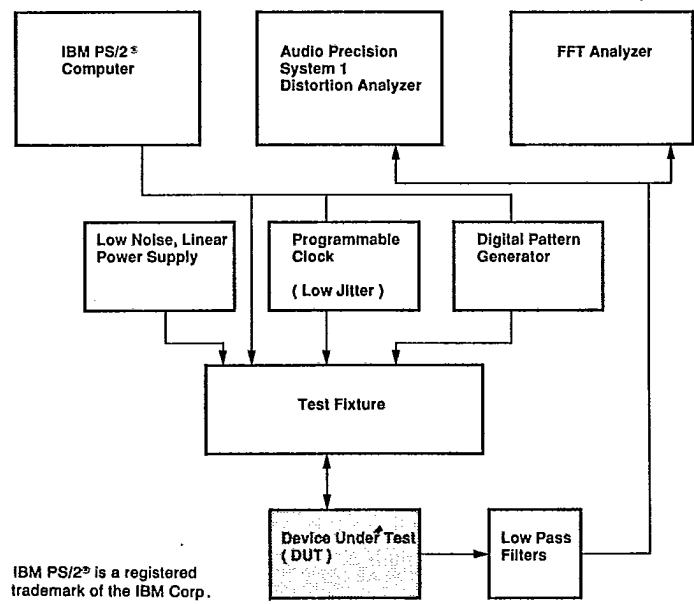 IBM PS/2®
Computer
Audio Precision
System 1
Distortion Analyzer
FFT Analyzer
Low Noise, Linear
Power Supply
Programmable
Clock
( Low Jitter )
Digital Pattern
Generator
Test Fixture
Device Under Test
( DUT )
Low Pass
Filters
IBM PS/2® is a registered
trademark of the IBM Corp.